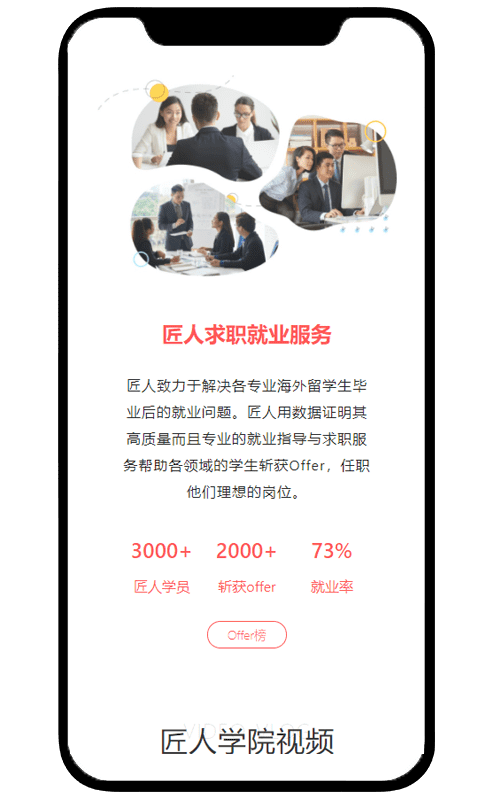 匠人求职就业服务
匠人致力于解决各专业海外留学生毕
业后的就业问题。匠人用数据证明其
高质量而且专业的就业指导与求职服
务帮助各领域的学生斩获Offer，任职
他们理想的岗位。
3000+ 2000+ 73%
匠人学员 斩获offer 就业率
Offer榜
匠人学院视频